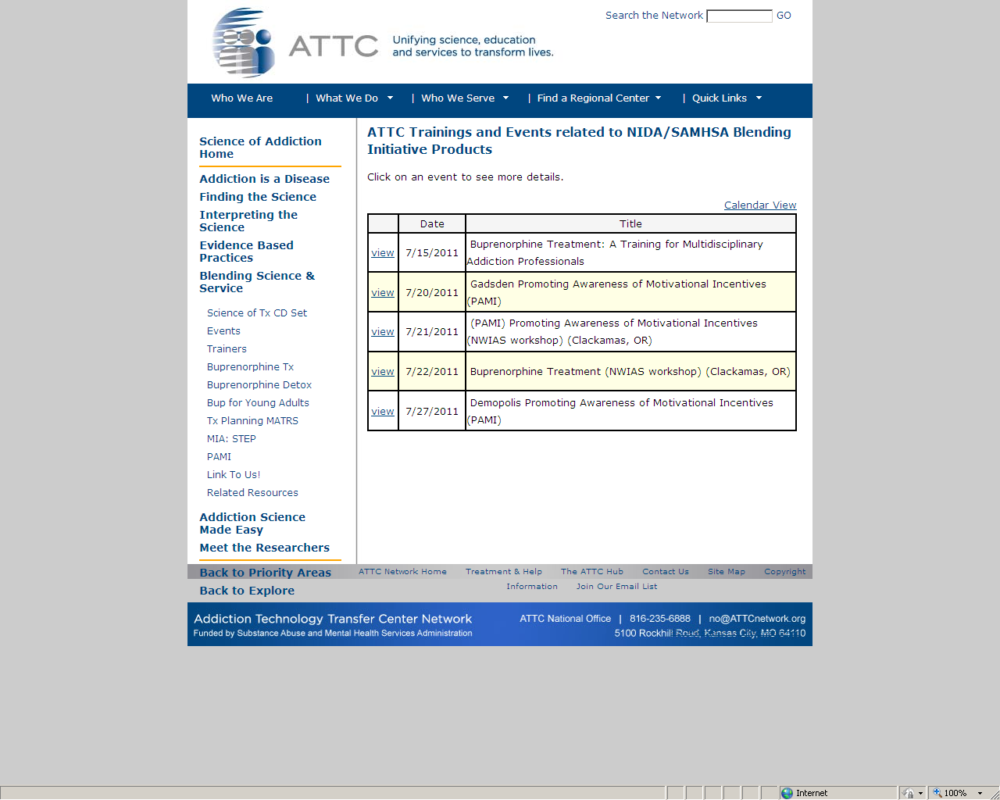 Search the Network GO
ATTC
Unifying science, education
and services to transform lives.
Who We Are | What We Do | Who We Serve | Find a Regional Center | Quick Links
Science of Addiction
Home
Addiction is a Disease
Finding the Science
Interpreting the
Science
Evidence Based
Practices
Blending Science &
Service
Science of Tx CD Set
Events
Trainers
Buprenorphine Tx
Buprenorphine Detox
Bup for Young Adults
Tx Planning MATRS
MIA: STEP
PAMI
Link To Us!
Related Resources
Addiction Science
Made Easy
Meet the Researchers
Back to Priority Areas
Back to Explore
ATTC Trainings and Events related to NIDA/SAMHSA Blending
Initiative Products
Click on an event to see more details.
Calendar View
Date Title
view 7/15/2011 Buprenorphine Treatment: A Training for Multidisciplinary
Addiction Professionals
view 7/20/2011 Gadsden Promoting Awareness of Motivational Incentives
(PAMI)
view 7/21/2011 (PAMI) Promoting Awareness of Motivational Incentives
(NWIAS workshop) (Clackamas, OR)
view 7/22/2011 Buprenorphine Treatment (NWIAS workshop) (Clackamas, OR)
view 7/27/2011 Demopolis Promoting Awareness of Motivational Incentives
(PAMI)
ATTC Network Home Treatment & Help The ATTC Hub Contact Us Site Map Copyright
Information Join Our Email List
Addiction Technology Transfer Center Network
Funded by Substance Abuse and Mental Health Services Administration
ATTC National Office | 816-235-6888 | no@ATTCnetwork.org
5100 Rockhill Road, Kansas City, MO 64110
Internet 100%